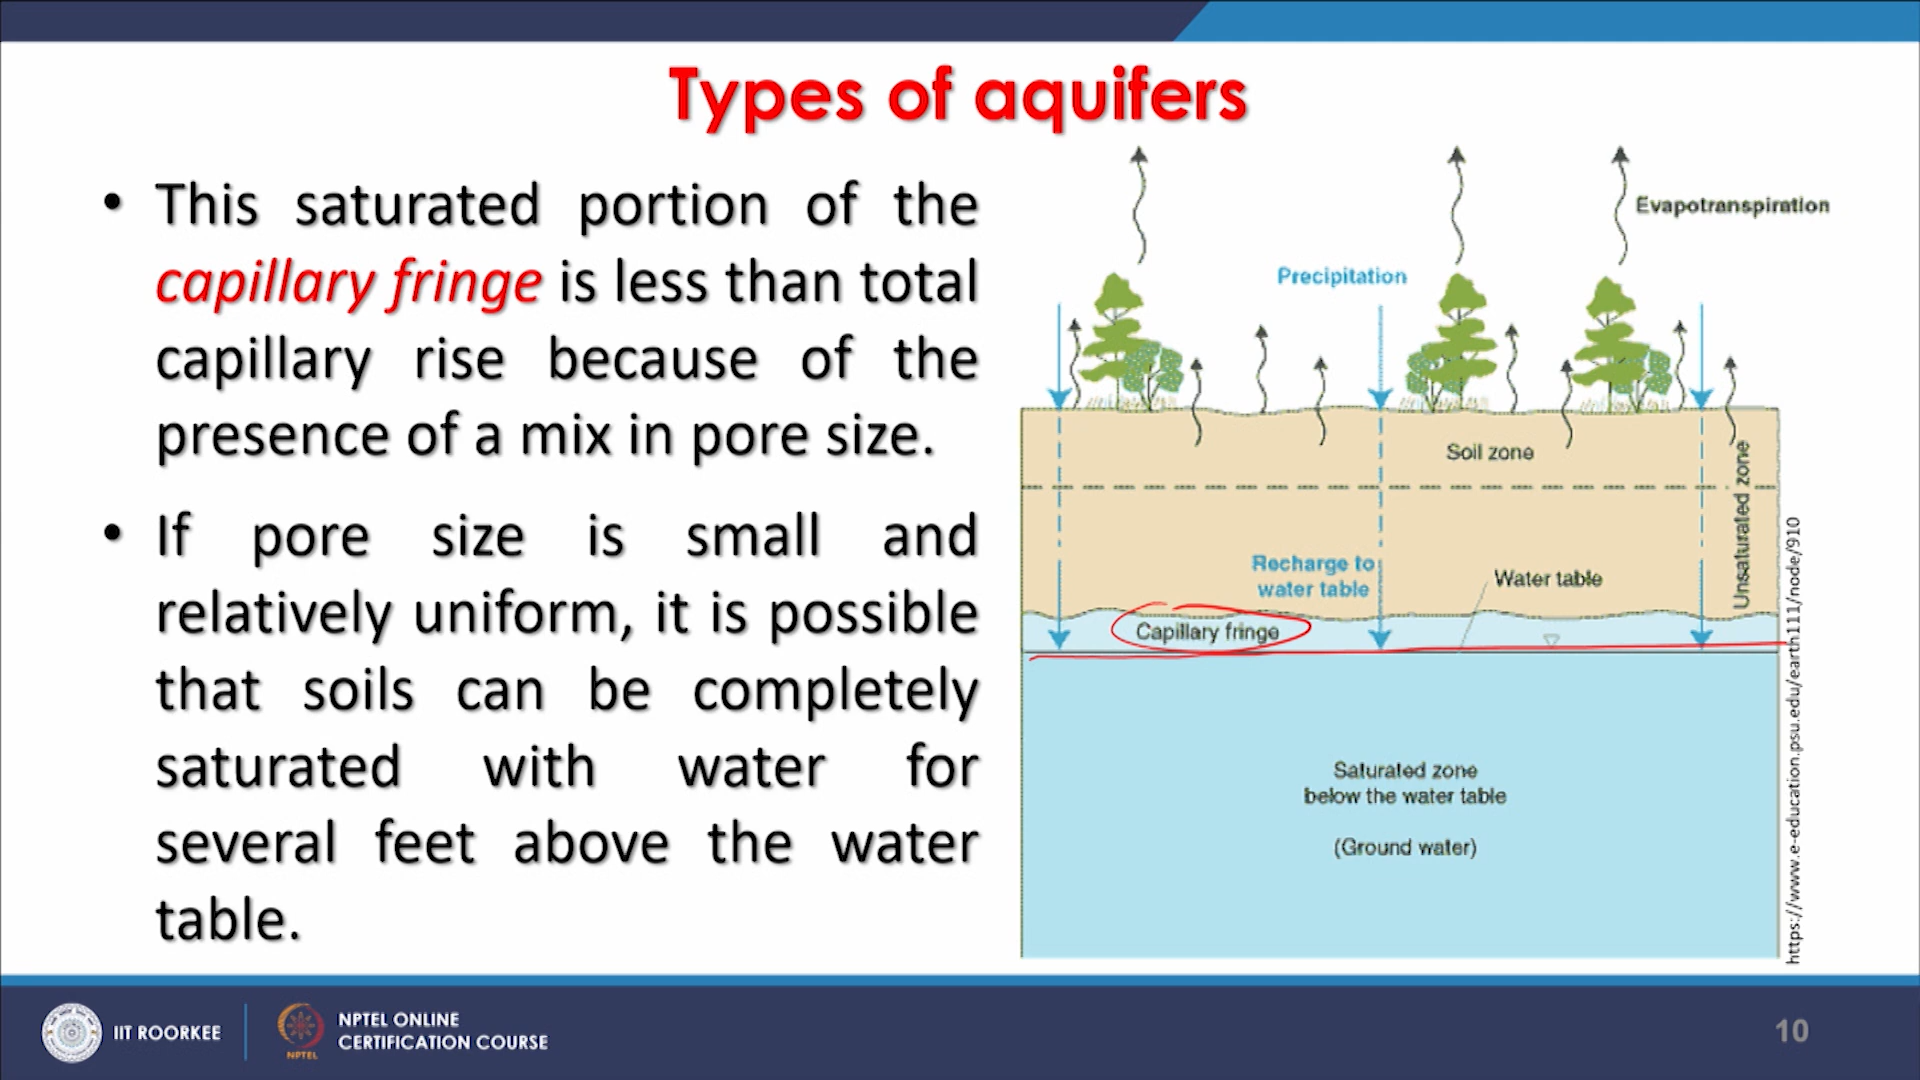 Types of aquifers
• This saturated portion of the
capillary fringe is less than total
capillary rise because of the
presence of a mix in pore size.
• If pore size is small and
relatively uniform, it is possible
that soils can be completely
saturated with water for
several feet above the water
table.
Evapotranspiration
Precipitation
Soil zone
Unsaturated zone
Recharge to
water table
Water table
Capillary fringe
Saturated zone
below the water table
(Ground water)
https://www.e-education.psu.edu/earth111/node/910
IIT ROORKEE
NPTEL
NPTEL ONLINE
CERTIFICATION COURSE
10